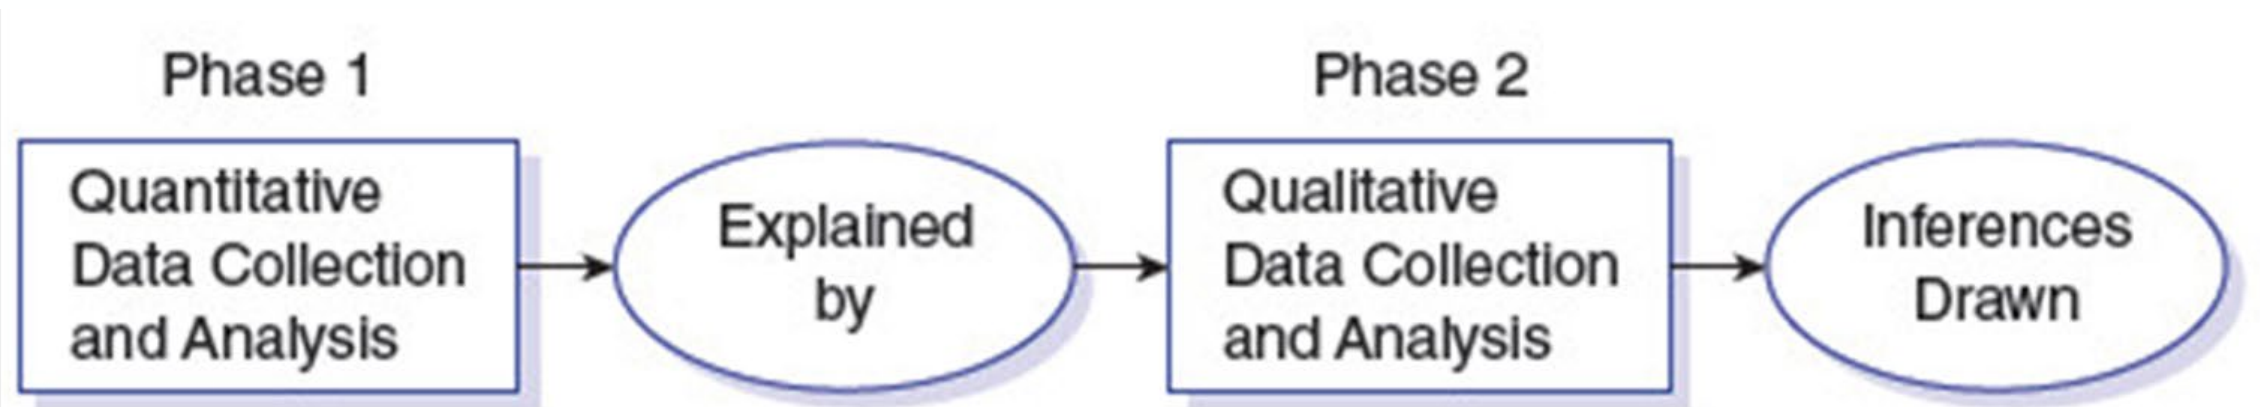 Phase 1
Quantitative
Data Collection
and Analysis
Explained
by
Phase 2
Qualitative
Data Collection
and Analysis
Inferences
Drawn